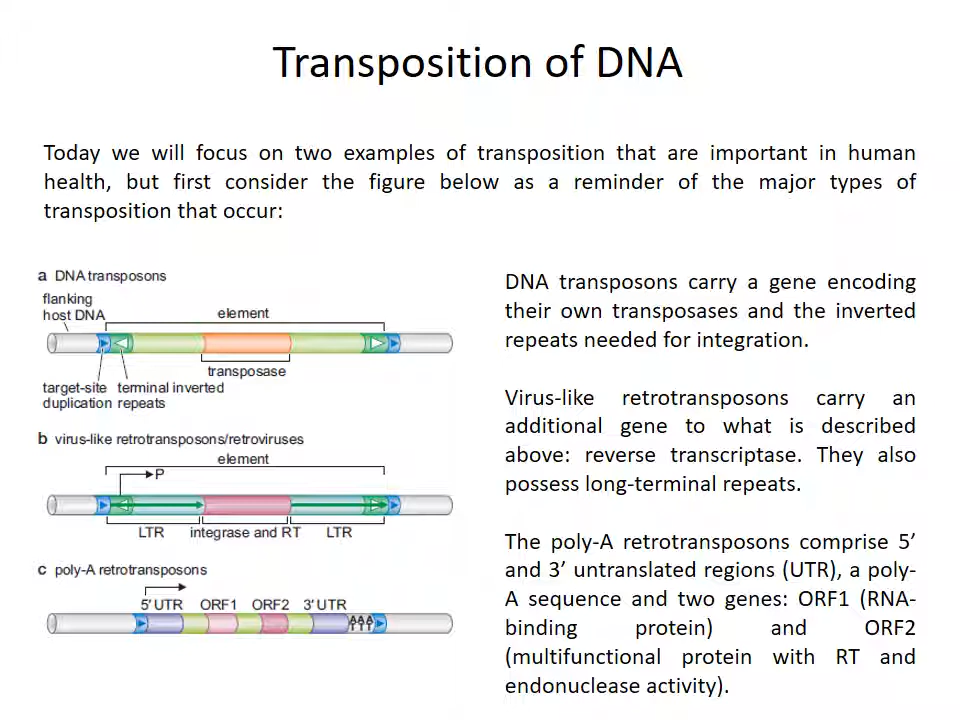 Transposition of DNA
Today we will focus on two examples of transposition that are important in human
health, but first consider the figure below as a reminder of the major types of
transposition that occur:
a DNA transposons
flanking
host DNA
element
transposase
target-site
duplication
terminal inverted
repeats
b virus-like retrotransposons/retroviruses
element
P
LTR
integrase and RT
LTR
c poly-A retrotransposons
5′ UTR
ORF1
ORF2
3′ UTR
AAA
TTT
DNA transposons carry a gene encoding
their own transposases and the inverted
repeats needed for integration.
Virus-like retrotransposons carry an
additional gene to what is described
above: reverse transcriptase. They also
possess long-terminal repeats.
The poly-A retrotransposons comprise 5’
and 3’ untranslated regions (UTR), a poly-
A sequence and two genes: ORF1 (RNA-
binding protein) and ORF2
(multifunctional protein with RT and
endonuclease activity).